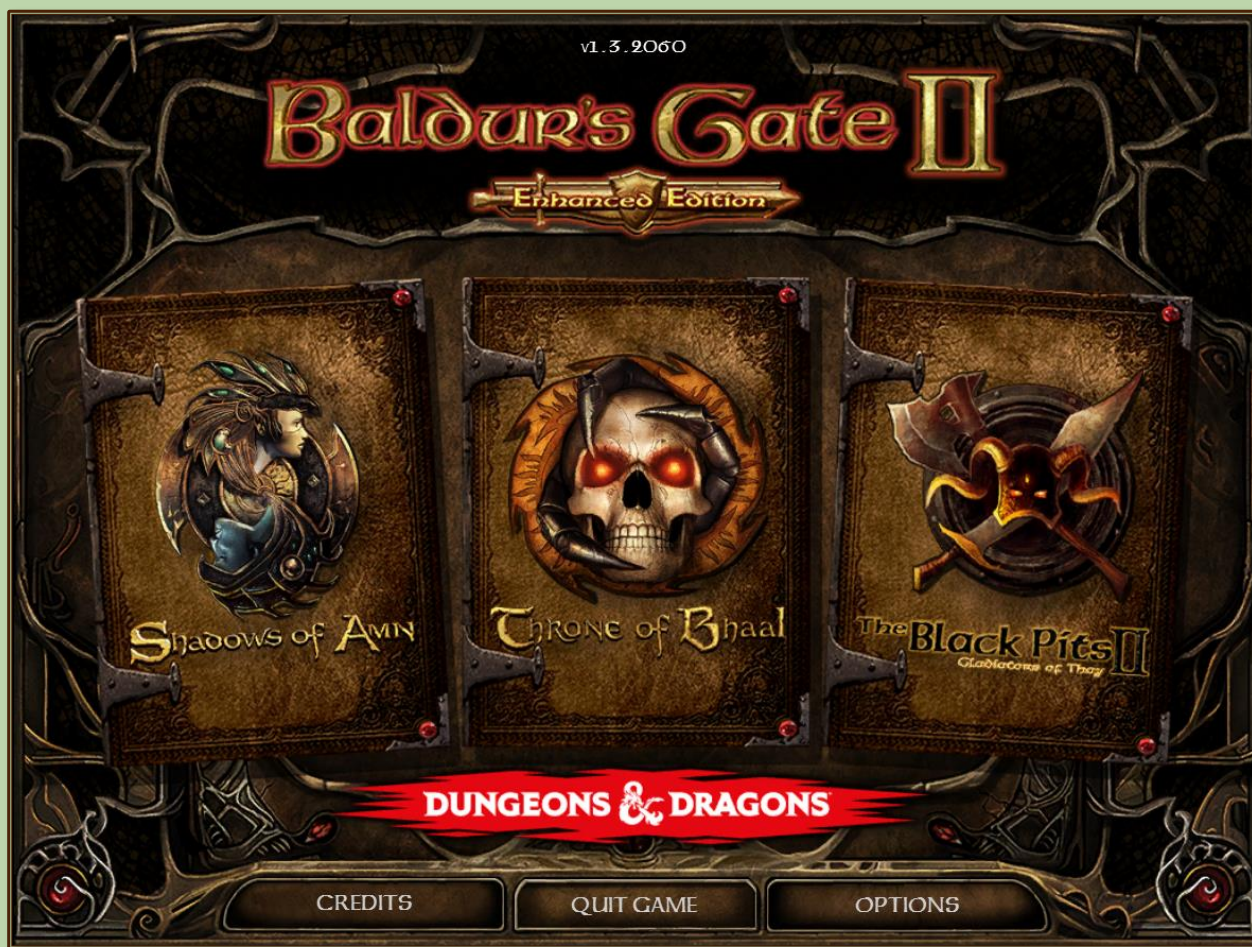 v1.3.2060
Baldur's Gate II
Enhanced Edition
Shadows of Amn
Throne of Bhaal
The Black Pits II
Gladiators of Thay
DUNGEONS & DRAGONS
CREDITS
QUIT GAME
OPTIONS